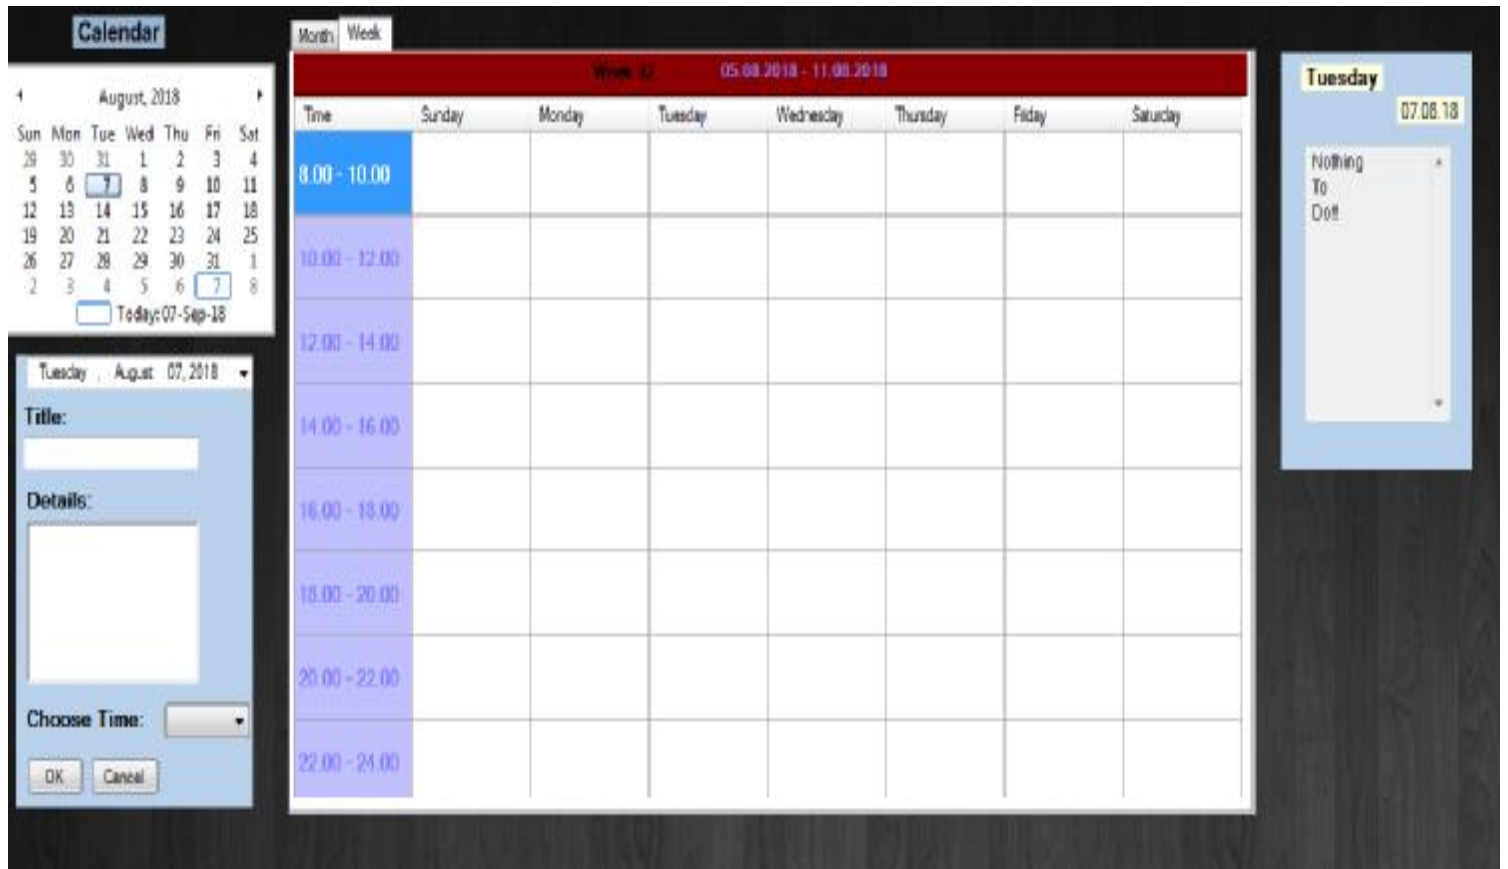 Calendar
August, 2018
Sun Mon Tue Wed Thu Fri Sat
29 30 31 1 2 3 4
5 6 7 8 9 10 11
12 13 14 15 16 17 18
19 20 21 22 23 24 25
26 27 28 29 30 31 1
2 3 4 5 6 7 8
Today: 07-Sep-18
Tuesday , August 07, 2018
Title:
Details:
Choose Time:
OK Cancel
Month Week
Week 32 05.08.2018 - 11.08.2018
Time Sunday Monday Tuesday Wednesday Thursday Friday Saturday
8.00 - 10.00
10.00 - 12.00
12.00 - 14.00
14.00 - 16.00
16.00 - 18.00
18.00 - 20.00
20.00 - 22.00
22.00 - 24.00
Tuesday
07.08.18
Nothing
To
Do!!